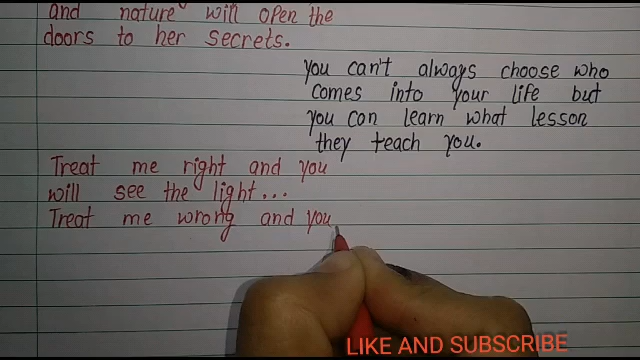 and nature will open the
doors to her secrets.
you can't always choose who
comes into your life but
you can learn what lesson
they teach you.
Treat me right and you
will see the light...
Treat me wrong and you
LIKE AND SUBSCRIBE